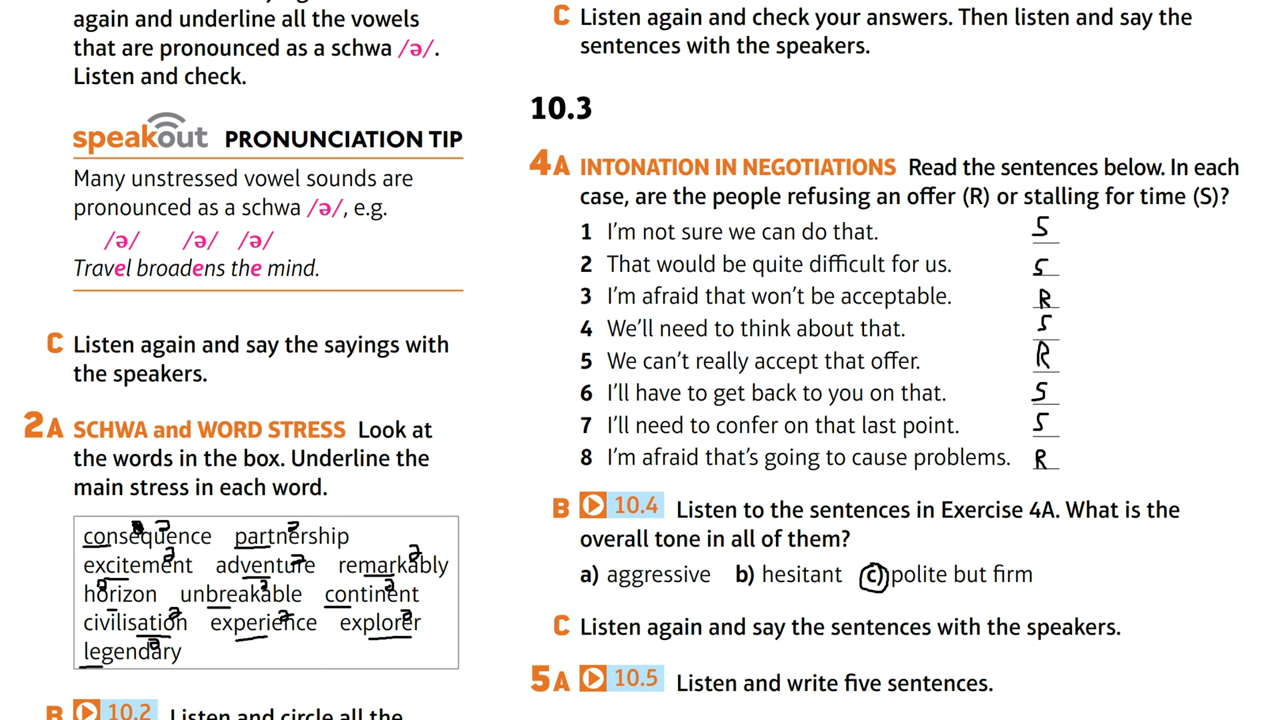 again and underline all the vowels
that are pronounced as a schwa /ə/.
Listen and check.
speakout PRONUNCIATION TIP
Many unstressed vowel sounds are
pronounced as a schwa /ə/, e.g.
/ə/ /ə/ /ə/
Travel broadens the mind.
C Listen again and say the sayings with
the speakers.
2A SCHWA and WORD STRESS Look at
the words in the box. Underline the
main stress in each word.
consequence partnership
excitement adventure remarkably
horizon unbreakable continent
civilisation experience explorer
legendary
B 10.2 Listen and circle all the
C Listen again and check your answers. Then listen and say the
sentences with the speakers.
10.3
4A INTONATION IN NEGOTIATIONS Read the sentences below. In each
case, are the people refusing an offer (R) or stalling for time (S)?
1 I'm not sure we can do that. S
2 That would be quite difficult for us. S
3 I'm afraid that won't be acceptable. R
4 We'll need to think about that. S
5 We can't really accept that offer. R
6 I'll have to get back to you on that. S
7 I'll need to confer on that last point. S
8 I'm afraid that's going to cause problems. R
B 10.4 Listen to the sentences in Exercise 4A. What is the
overall tone in all of them?
a) aggressive b) hesitant c) polite but firm
C Listen again and say the sentences with the speakers.
5A 10.5 Listen and write five sentences.